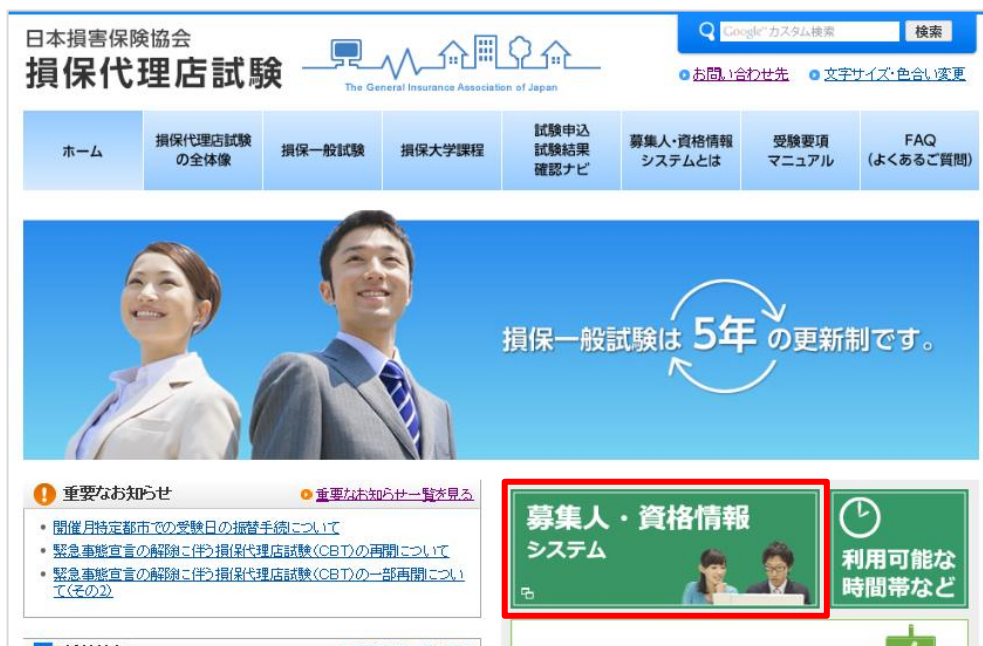 日本損害保険協会
損保代理店試験
The General Insurance Association of Japan
Google™カスタム検索
検索
お問い合わせ先
文字サイズ・色合い変更
ホーム
損保代理店試験
の全体像
損保一般試験
損保大学課程
試験申込
試験結果
確認ナビ
募集人・資格情報
システムとは
受験要項
マニュアル
FAQ
(よくあるご質問)
損保一般試験は 5年 の更新制です。
重要なお知らせ
重要なお知らせ一覧を見る
• 開催月特定都市での受験日の振替手続について
• 緊急事態宣言の解除に伴う損保代理店試験(CBT)の再開について
• 緊急事態宣言の解除に伴う損保代理店試験(CBT)の一部再開につい
て(その2)
募集人・資格情報
システム
利用可能な
時間帯など